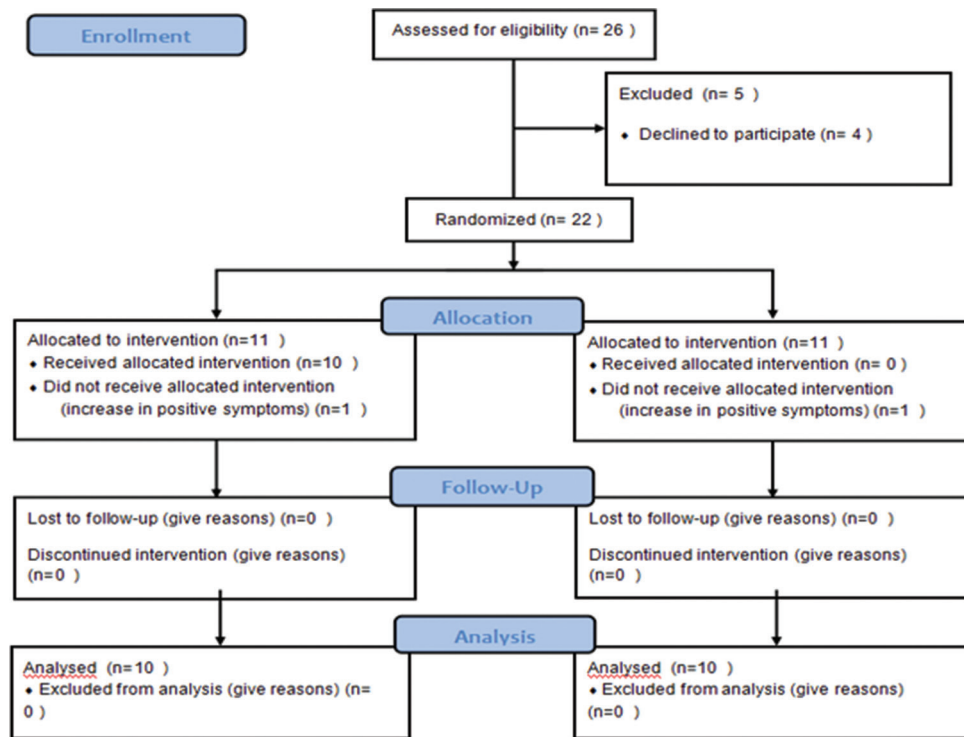 Enrollment
Assessed for eligibility (n= 26 )
Excluded (n= 5 )
⬥ Declined to participate (n= 4 )
Randomized (n= 22 )
Allocation
Allocated to intervention (n=11 )
⬥ Received allocated intervention (n=10 )
⬥ Did not receive allocated intervention
(increase in positive symptoms) (n=1 )
Allocated to intervention (n=11 )
⬥ Received allocated intervention (n= 0 )
⬥ Did not receive allocated intervention
(increase in positive symptoms) (n=1 )
Follow-Up
Lost to follow-up (give reasons) (n=0 )
Discontinued intervention (give reasons)
(n=0 )
Lost to follow-up (give reasons) (n=0 )
Discontinued intervention (give reasons)
(n=0 )
Analysis
Analysed (n=10 )
⬥ Excluded from analysis (give reasons) (n=
0 )
Analysed (n=10 )
⬥ Excluded from analysis (give reasons)
(n=0 )